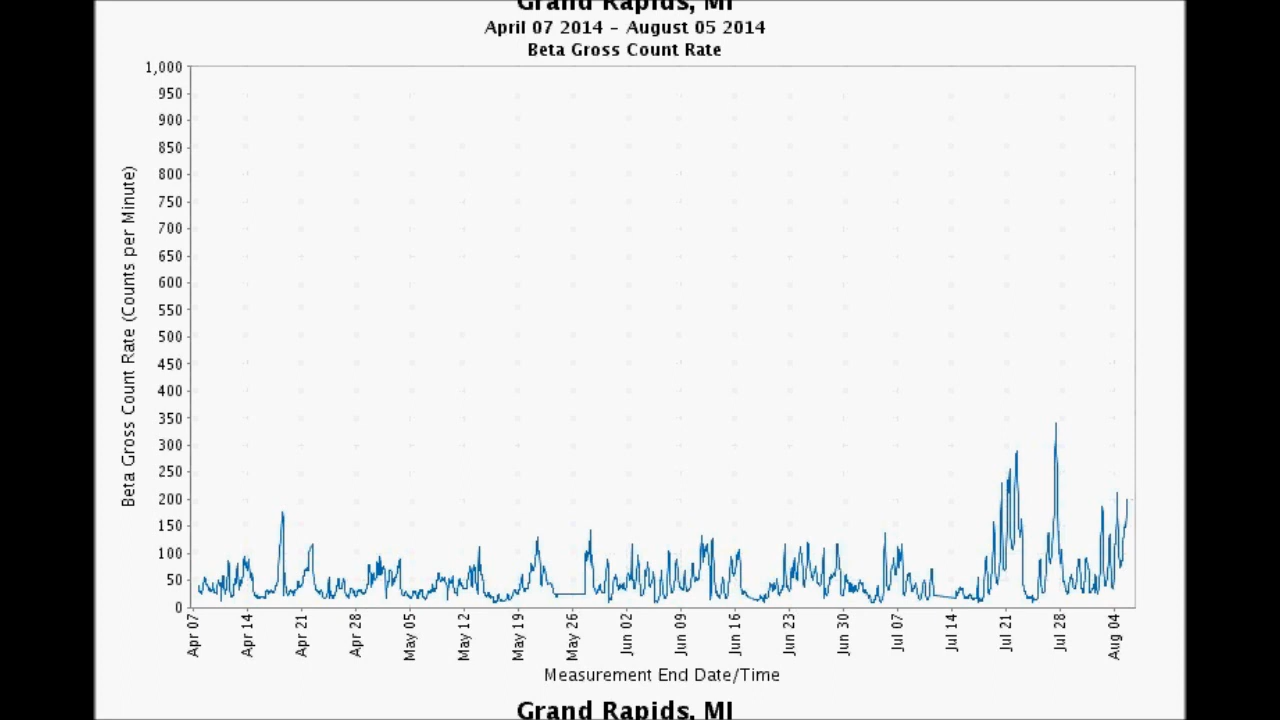 Grand Rapids, MI
April 07 2014 - August 05 2014
Beta Gross Count Rate
1,000
950
900
850
800
750
700
650
600
550
500
450
400
350
300
250
200
150
100
50
0
Beta Gross Count Rate (Counts per Minute)
Apr 07
Apr 14
Apr 21
Apr 28
May 05
May 12
May 19
May 26
Jun 02
Jun 09
Jun 16
Jun 23
Jun 30
Jul 07
Jul 14
Jul 21
Jul 28
Aug 04
Measurement End Date/Time
Grand Rapids, MI